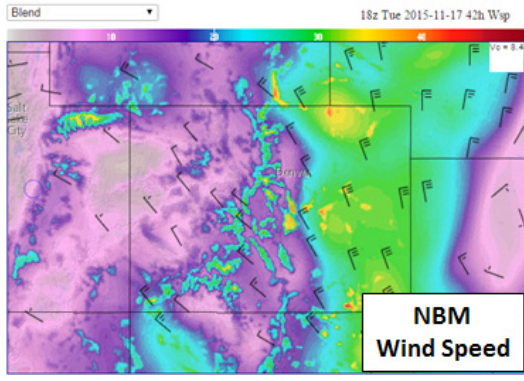 Blend
18z Tue 2015-11-17 42h Wsp
10 20 30 40
Vc = 8.4
Salt
Lake
City
Denver
NBM
Wind Speed